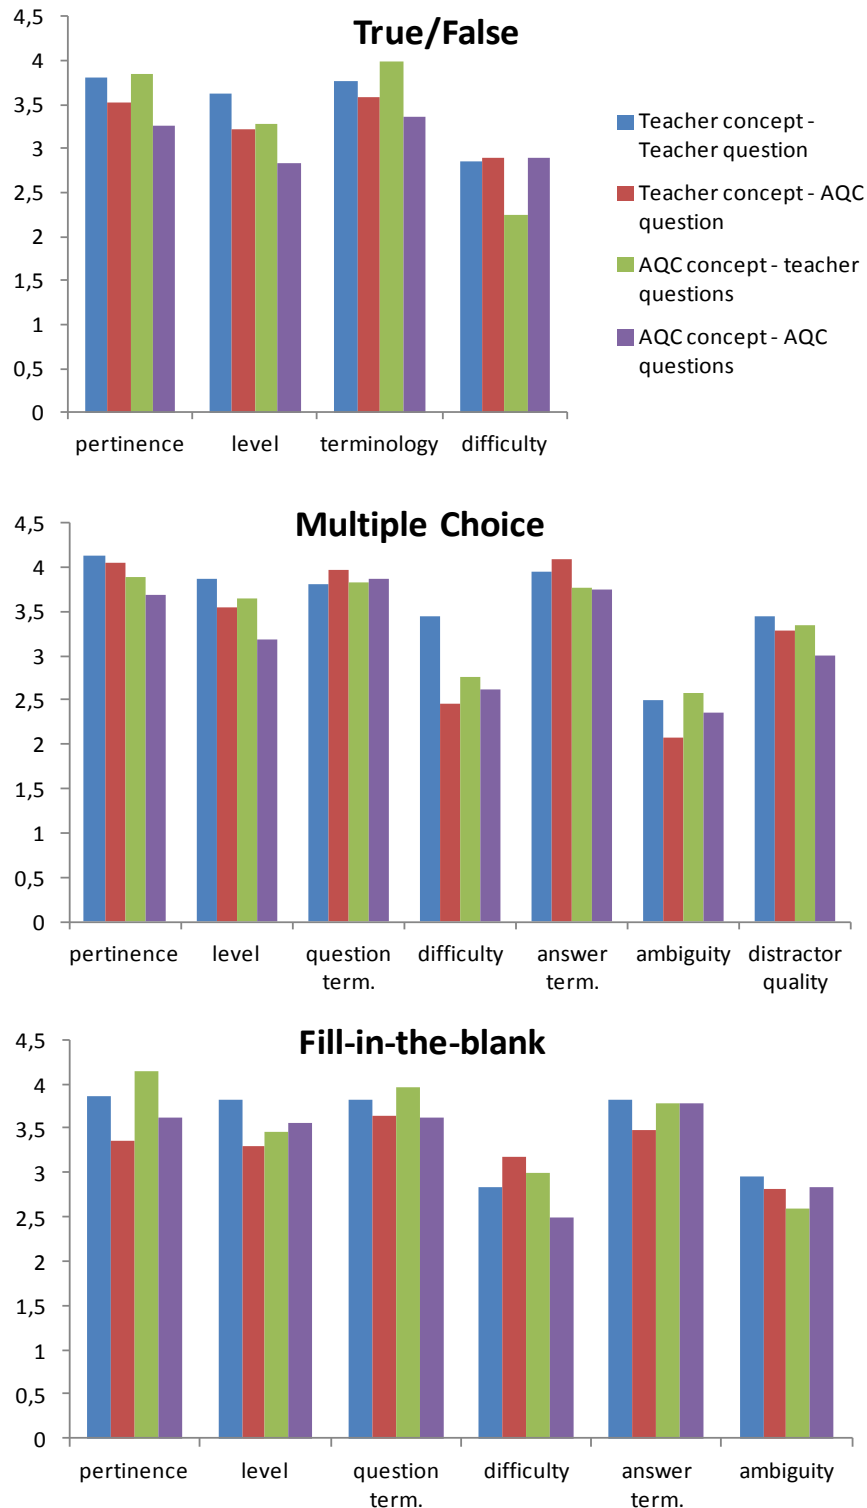 True/False
4,5
4
3,5
3
2,5
2
1,5
1
0,5
0
pertinence level terminology difficulty
Teacher concept -
Teacher question
Teacher concept - AQC
question
AQC concept - teacher
questions
AQC concept - AQC
questions
Multiple Choice
4,5
4
3,5
3
2,5
2
1,5
1
0,5
0
pertinence level question difficulty answer ambiguity distractor
term. term. quality
Fill-in-the-blank
4,5
4
3,5
3
2,5
2
1,5
1
0,5
0
pertinence level question difficulty answer ambiguity
term. term.